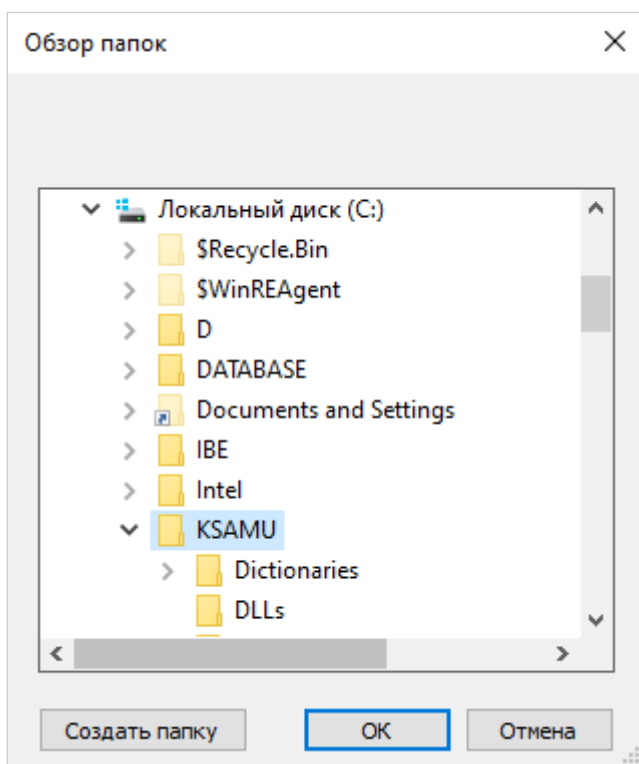 Обзор папок
Локальный диск (C:)
$Recycle.Bin
$WinREAgent
D
DATABASE
Documents and Settings
IBE
Intel
KSAMU
Dictionaries
DLLs
Создать папку ОК Отмена